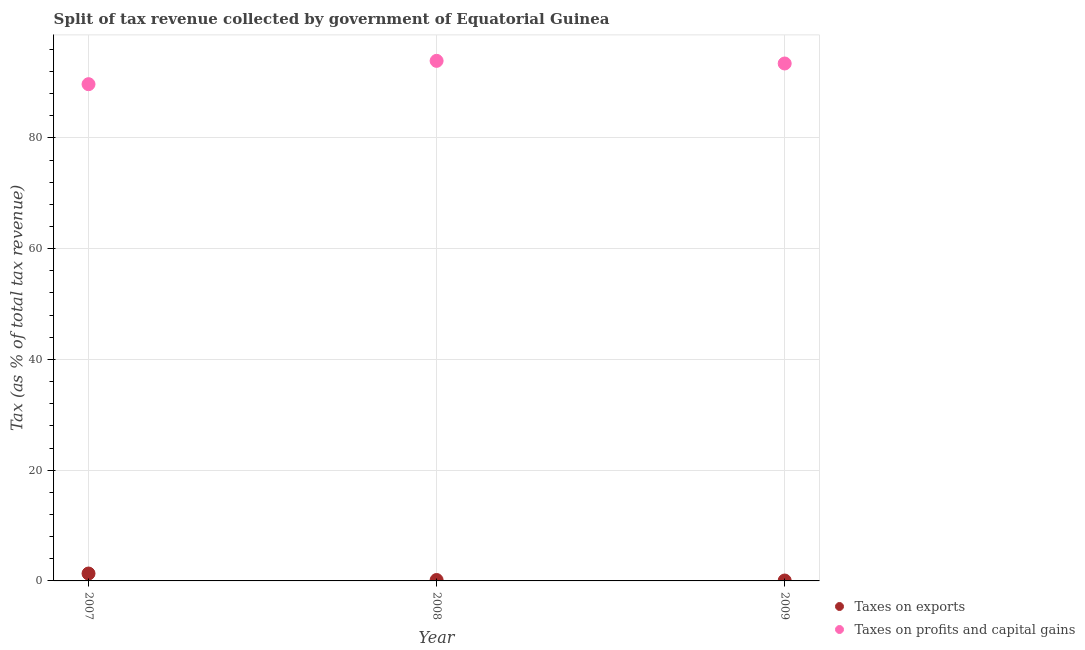 Split of tax revenue collected by government of Equatorial Guinea
Tax (as % of total tax revenue)
80
60
40
20
0
2007
2008
2009
Year
Taxes on exports
Taxes on profits and capital gains